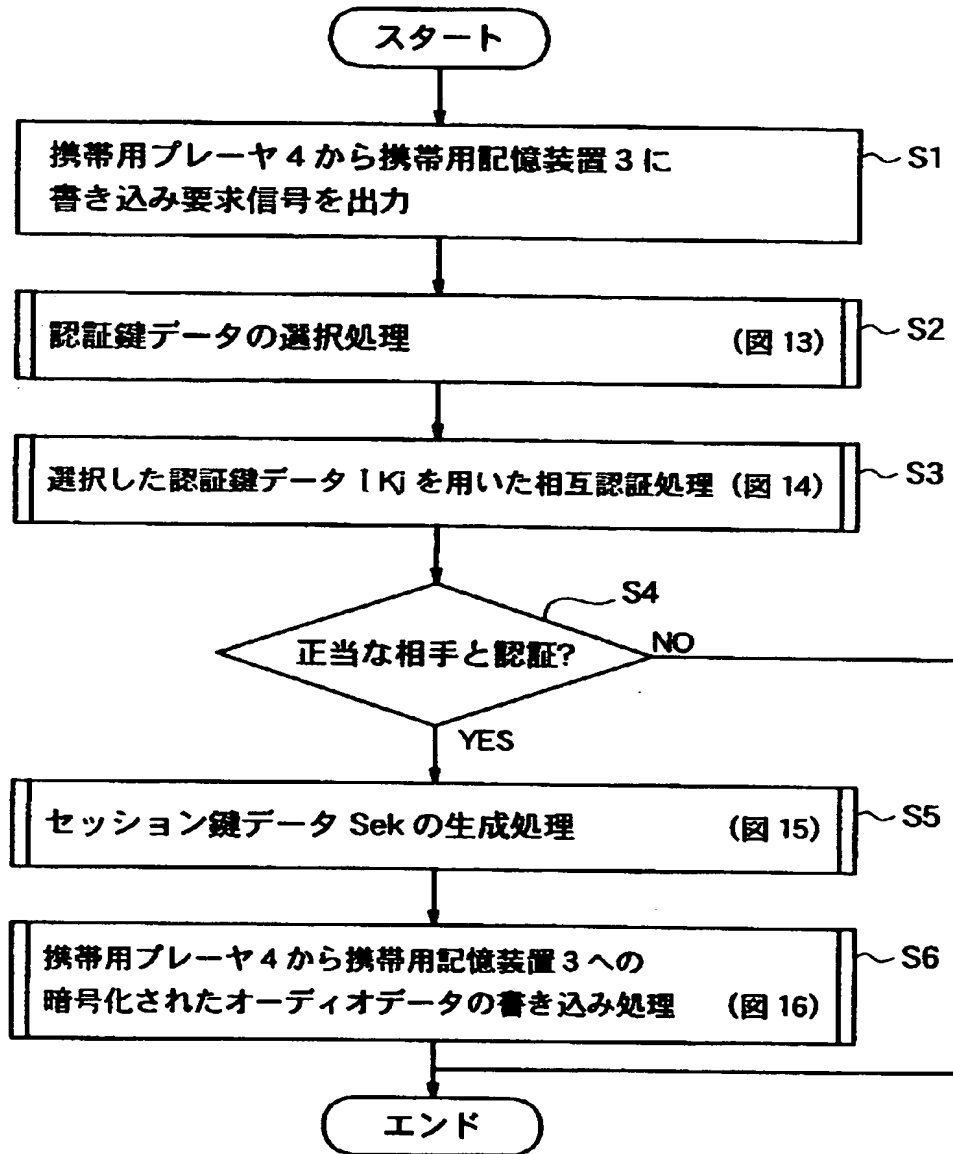 スタート
携帯用プレーヤ4から携帯用記憶装置3に
書き込み要求信号を出力
S1
認証鍵データの選択処理 (図13)
S2
選択した認証鍵データIKjを用いた相互認証処理 (図14)
S3
S4
正当な相手と認証?
NO
YES
セッション鍵データSekの生成処理 (図15)
S5
携帯用プレーヤ4から携帯用記憶装置3への
暗号化されたオーディオデータの書き込み処理 (図16)
S6
エンド